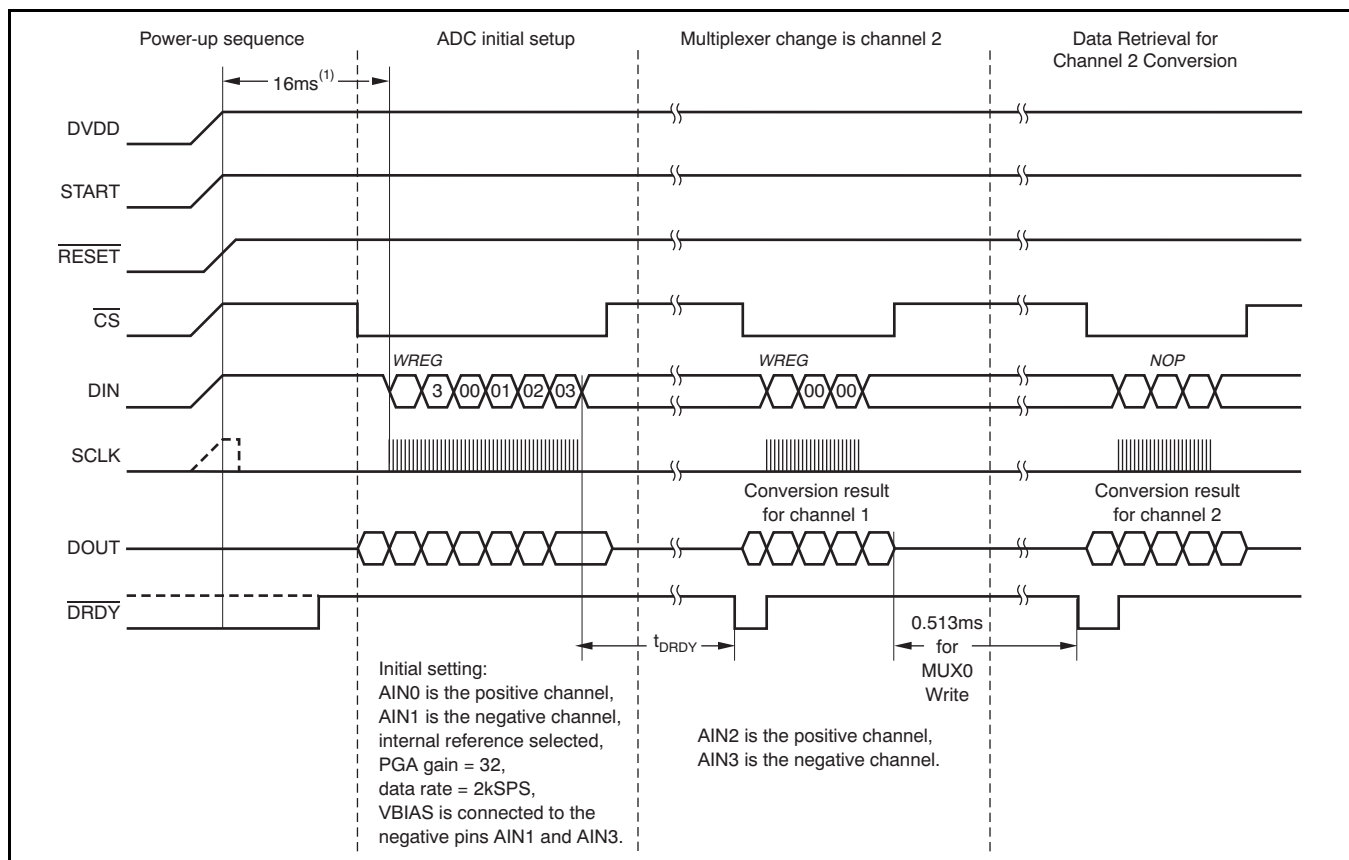 Power-up sequence
ADC initial setup
Multiplexer change is channel 2
Data Retrieval for
Channel 2 Conversion
16ms(1)
DVDD
START
RESET
CS
WREG
WREG
NOP
DIN
3 00 01 02 03
00 00
SCLK
Conversion result
for channel 1
Conversion result
for channel 2
DOUT
DRDY
tDRDY
0.513ms
for
MUX0
Write
Initial setting:
AIN0 is the positive channel,
AIN1 is the negative channel,
internal reference selected,
PGA gain = 32,
data rate = 2kSPS,
VBIAS is connected to the
negative pins AIN1 and AIN3.
AIN2 is the positive channel,
AIN3 is the negative channel.